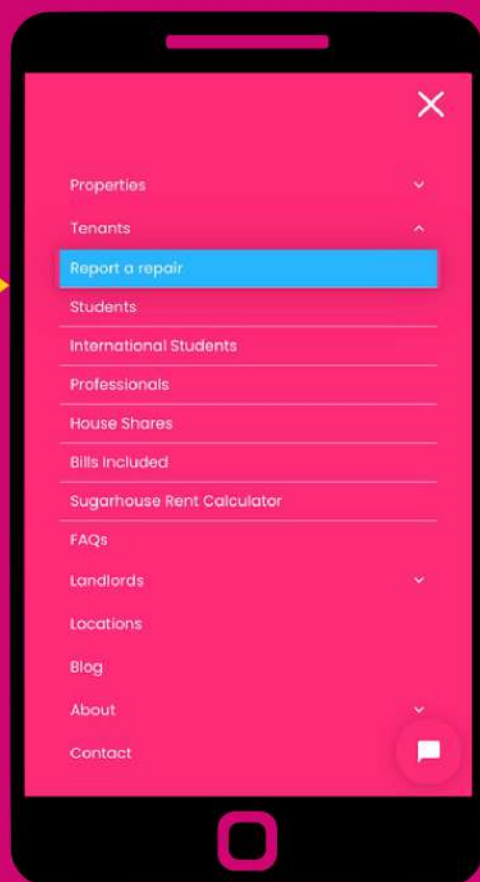 Properties
Tenants
Report a repair
Students
International Students
Professionals
House Shares
Bills Included
Sugarhouse Rent Calculator
FAQs
Landlords
Locations
Blog
About
Contact